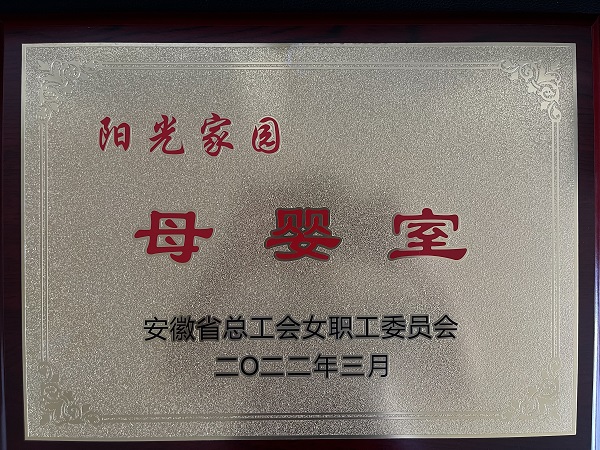 阳光家园
母婴室
安徽省总工会女职工委员会
二〇二二年三月